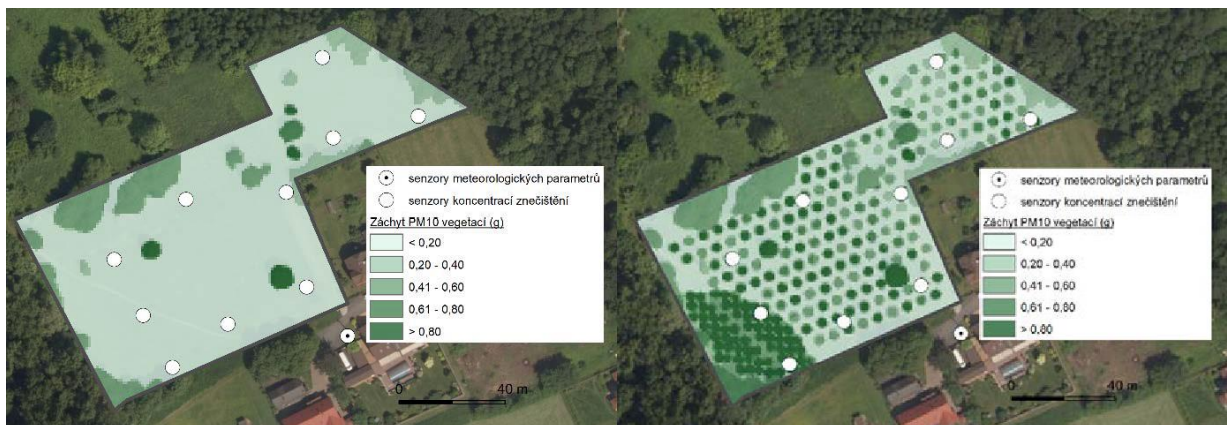 senzory meteorologických parametrů
senzory koncentrací znečištění
Záchyt PM10 vegetací (g)
< 0,20
0,20 - 0,40
0,41 - 0,60
0,61 - 0,80
> 0,80
0 40 m
senzory meteorologických parametrů
senzory koncentrací znečištění
Záchyt PM10 vegetací (g)
< 0,20
0,20 - 0,40
0,41 - 0,60
0,61 - 0,80
> 0,80
0 40 m